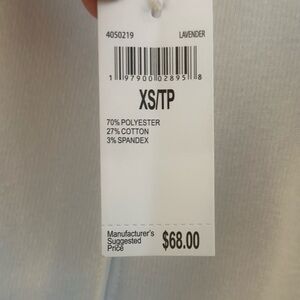 4050219 LAVENDER
1 97900 02895 8
XS/TP
70% POLYESTER
27% COTTON
3% SPANDEX
Manufacturer's
Suggested
Price
$68.00